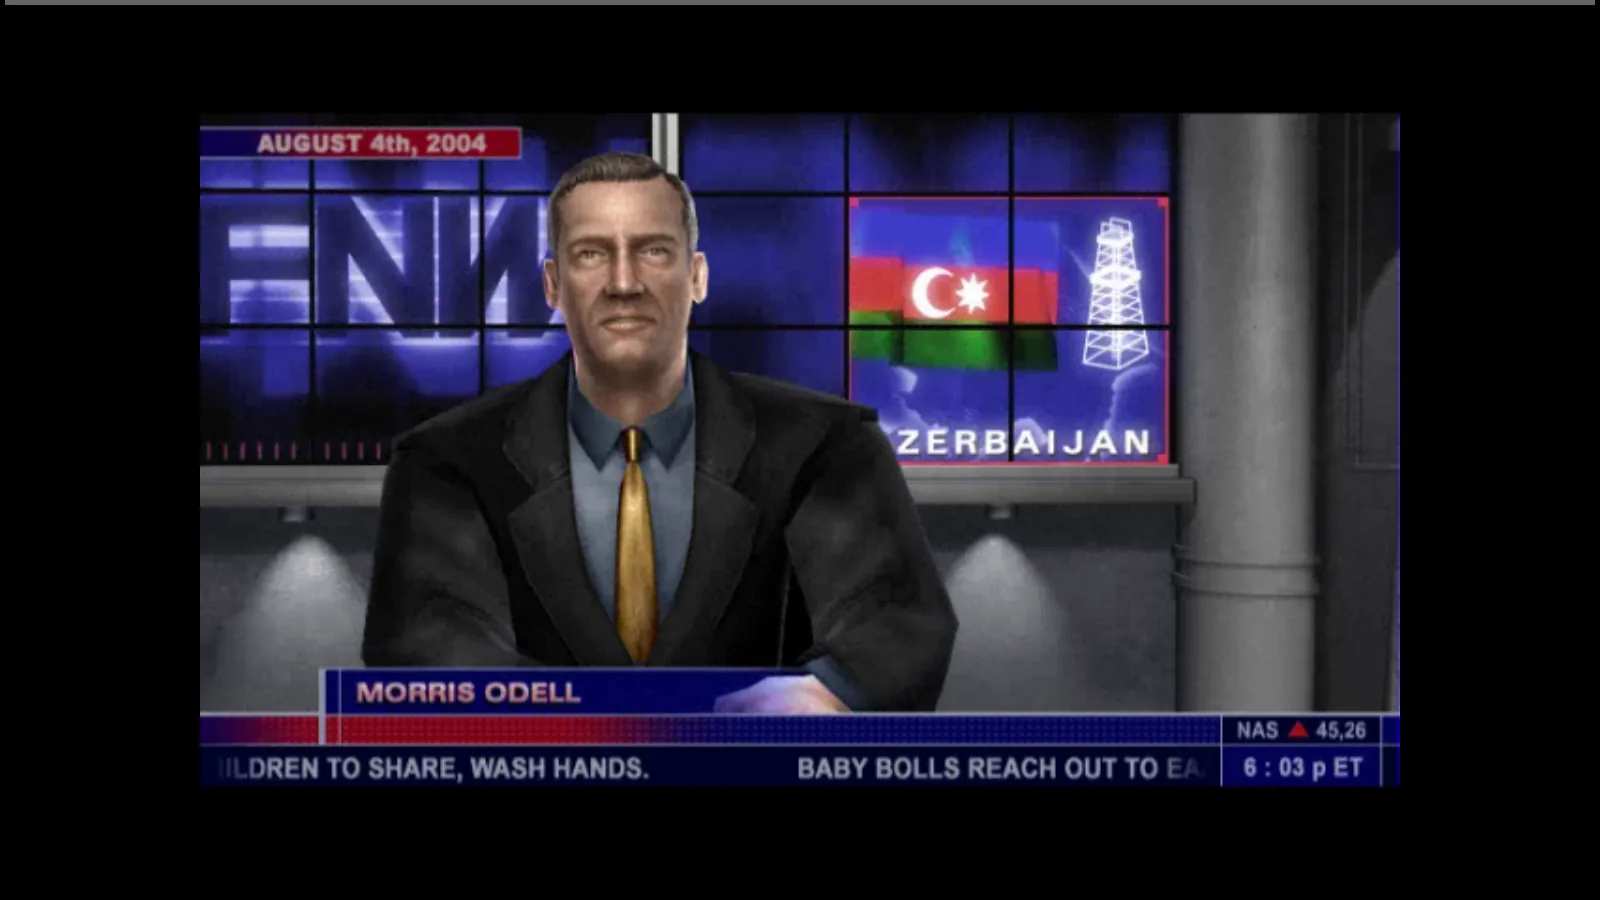 AUGUST 4th, 2004
FNN
ZERBAIJAN
MORRIS ODELL
NAS ▲ 45,26
ILDREN TO SHARE, WASH HANDS. BABY BOLLS REACH OUT TO EA
6 : 03 p ET